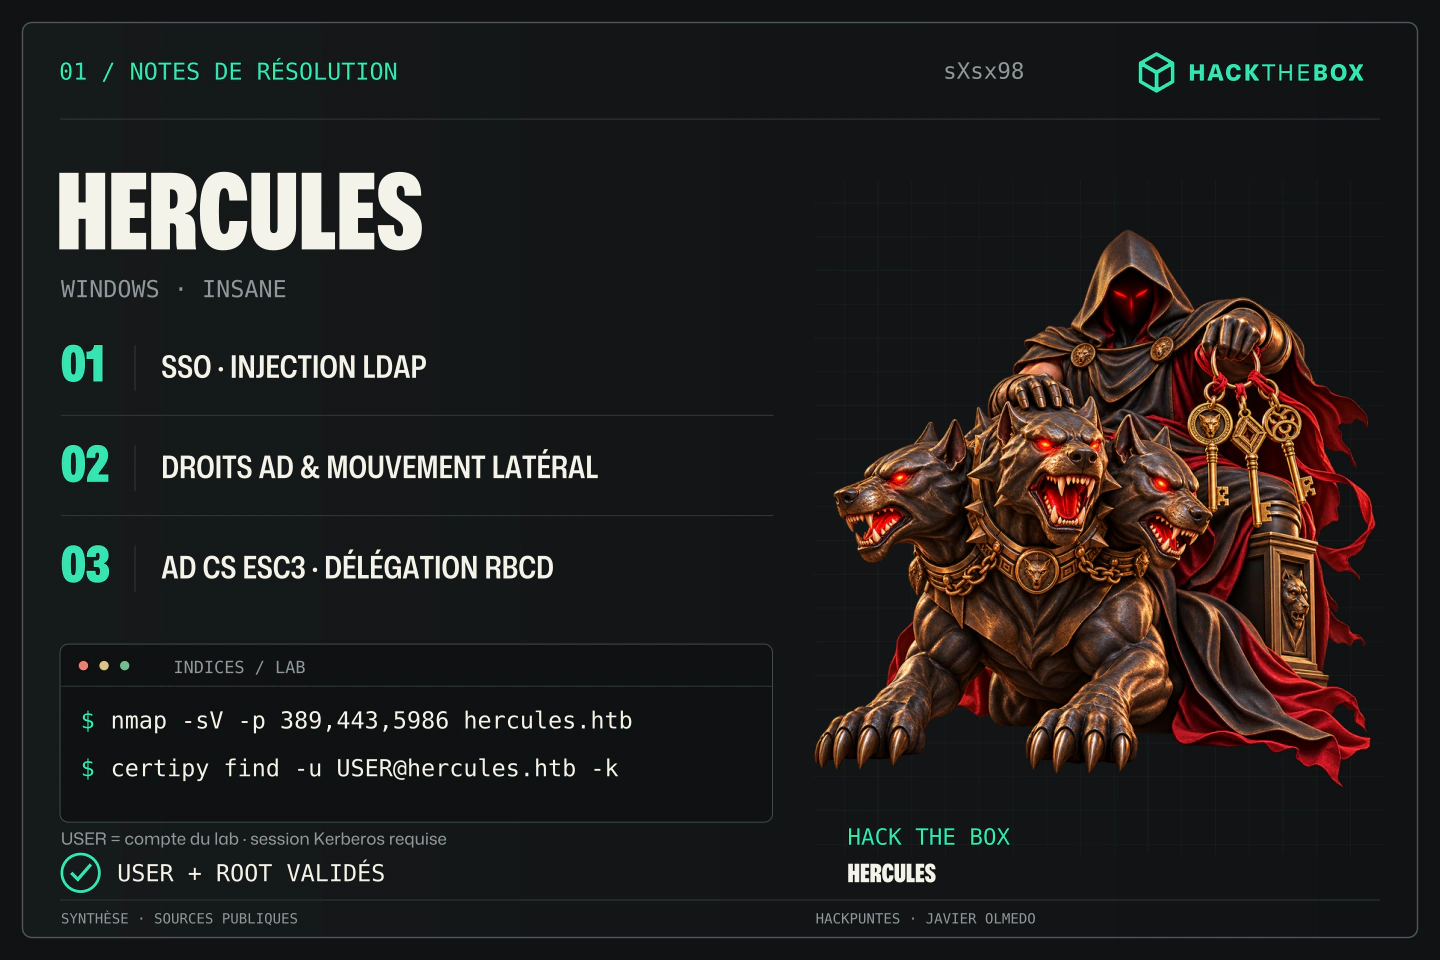 01 / NOTES DE RÉSOLUTION
sXsx98
HACKTHEBOX
HERCULES
WINDOWS · INSANE
01 SSO · INJECTION LDAP
02 DROITS AD & MOUVEMENT LATÉRAL
03 AD CS ESC3 · DÉLÉGATION RBCD
INDICES / LAB
$ nmap -sV -p 389,443,5986 hercules.htb
$ certipy find -u USER@hercules.htb -k
USER = compte du lab · session Kerberos requise
USER + ROOT VALIDÉS
HACK THE BOX
HERCULES
SYNTHÈSE · SOURCES PUBLIQUES
HACKPUNTES · JAVIER OLMEDO